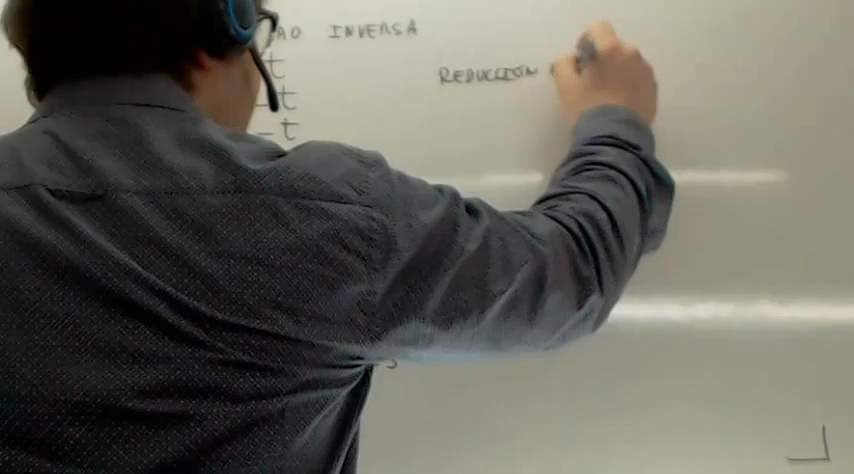 AO INVERSA
t
- t
- t
REDUCCION